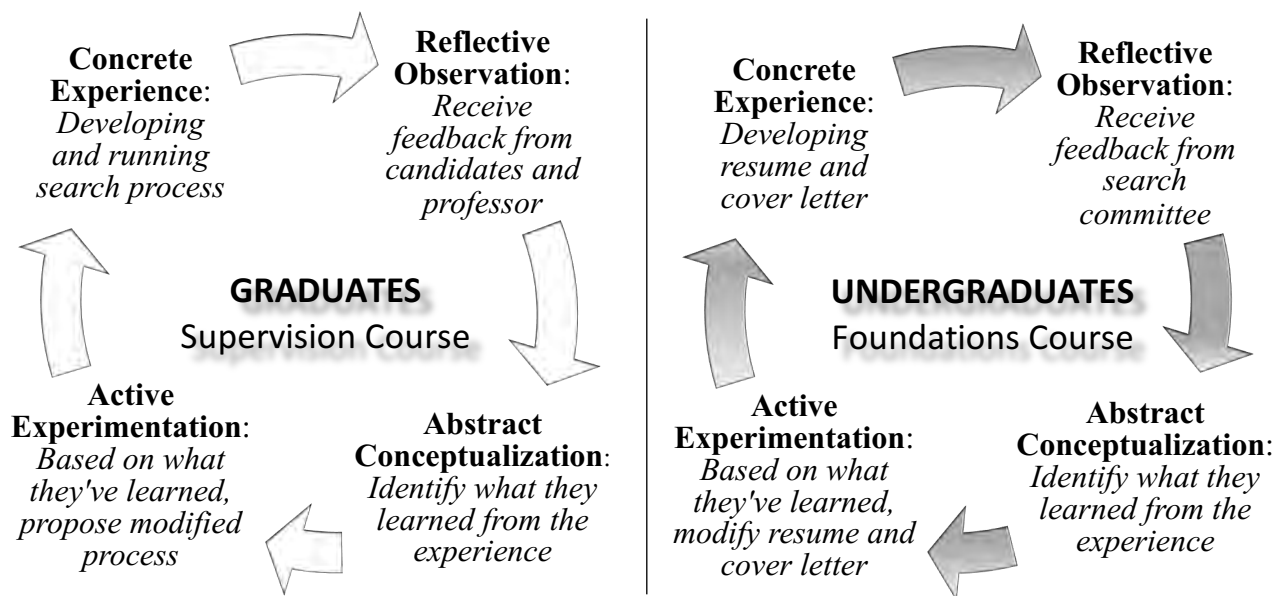 Concrete
Experience:
Developing
and running
search process
Reflective
Observation:
Receive
feedback from
candidates and
professor
GRADUATES
Supervision Course
Active
Experimentation:
Based on what
they've learned,
propose modified
process
Abstract
Conceptualization:
Identify what they
learned from the
experience
Concrete
Experience:
Developing
resume and
cover letter
Reflective
Observation:
Receive
feedback from
search
committee
UNDERGRADUATES
Foundations Course
Active
Experimentation:
Based on what
they've learned,
modify resume and
cover letter
Abstract
Conceptualization:
Identify what they
learned from the
experience